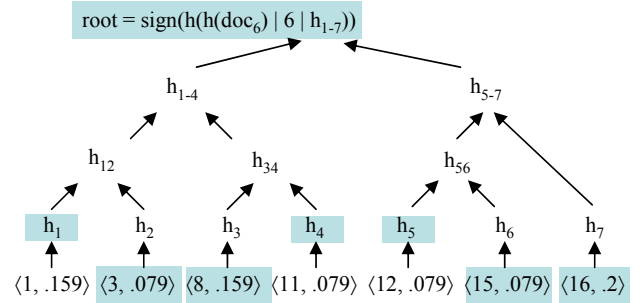 root = sign(h(h(doc₆) | 6 | h₁₋₇))
h₁₋₄ h₅₋₇
h₁₂ h₃₄ h₅₆
h₁ h₂ h₃ h₄ h₅ h₆ h₇
⟨1, .159⟩ ⟨3, .079⟩ ⟨8, .159⟩ ⟨11, .079⟩ ⟨12, .079⟩ ⟨15, .079⟩ ⟨16, .2⟩